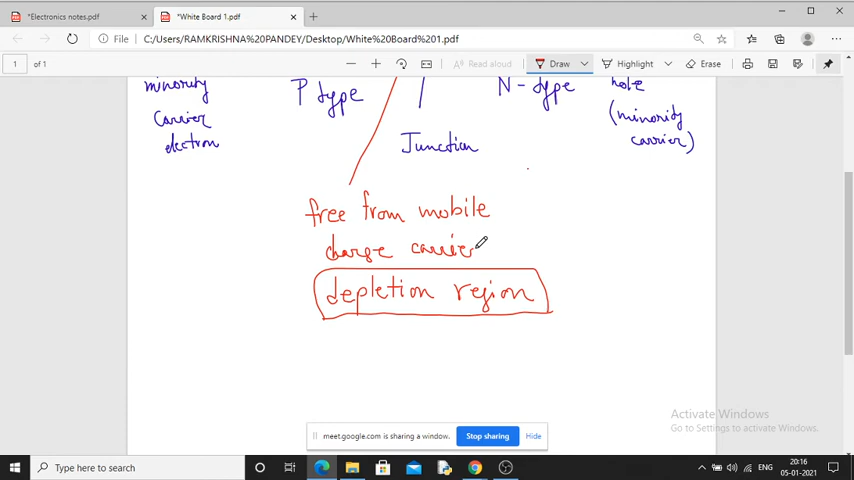 *Electronics notes.pdf
*White Board 1.pdf
File
C:/Users/RAMKRISHNA%20PANDEY/Desktop/White%20Board%201.pdf
1 of 1
Read aloud
Draw
Highlight
Erase
minority
carrier
electron
P type
N-type
hole
(minority
carrier)
Junction
free from mobile
charge carrier
depletion region
Activate Windows
Go to Settings to activate Windows.
meet.google.com is sharing a window.
Stop sharing
Hide
Type here to search
ENG
20:16
05-01-2021